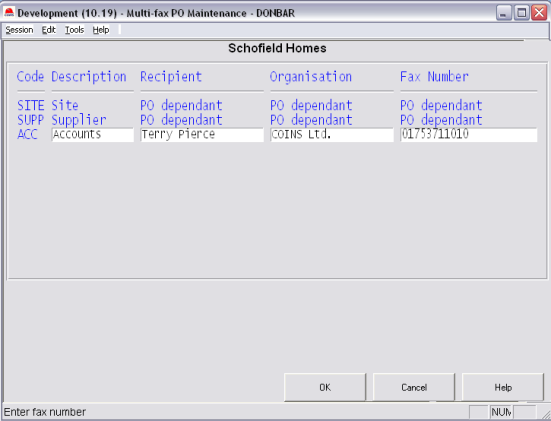 Development (10.19) - Multi-fax PO Maintenance - DONBAR
Session Edit Tools Help
Schofield Homes
Code Description Recipient Organisation Fax Number
SITE Site PO dependant PO dependant PO dependant
SUPP Supplier PO dependant PO dependant PO dependant
ACC Accounts Terry Pierce COINS Ltd. 01753711010
OK Cancel Help
Enter fax number NUM